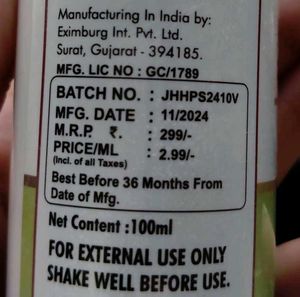 Manufacturing In India by:
Eximburg Int. Pvt. Ltd.
Surat, Gujarat - 394185.
MFG. LIC NO : GC/1789
BATCH NO. : JHHPS2410V
MFG. DATE : 11/2024
M.R.P. ₹. : 299/-
PRICE/ML : 2.99/-
(Incl. of all Taxes)
Best Before 36 Months From
Date of Mfg.
Net Content :100ml
FOR EXTERNAL USE ONLY
SHAKE WELL BEFORE USE.